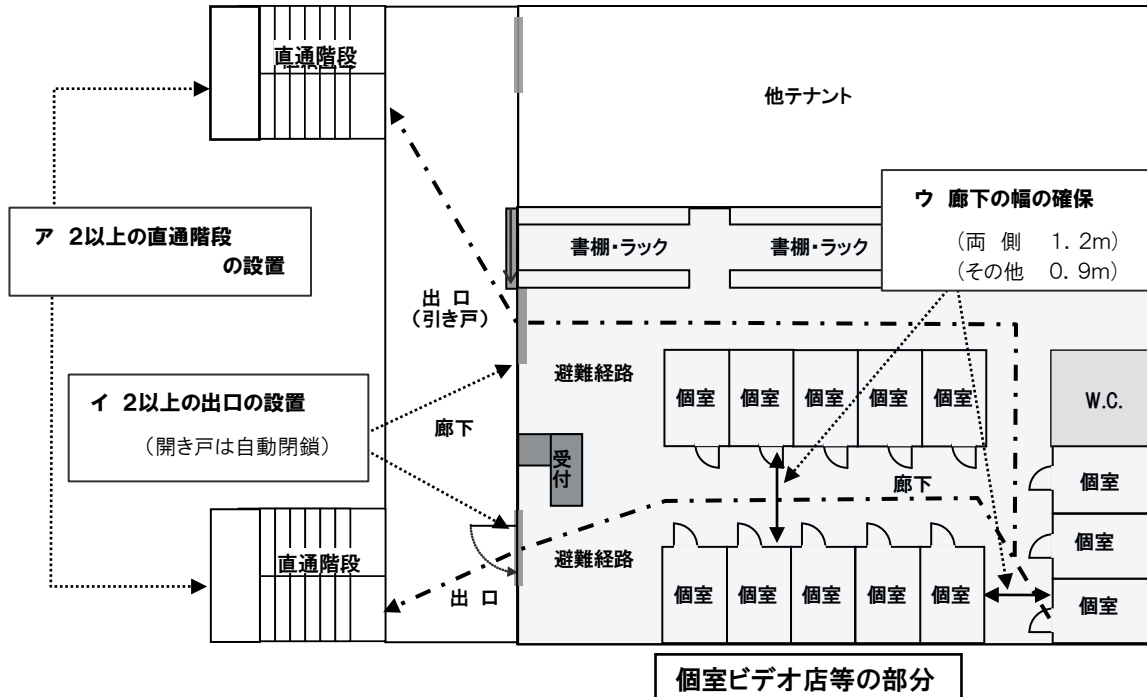 直通階段
他テナント
ア 2以上の直通階段
の設置
ウ 廊下の幅の確保
（両 側 1．2m）
（その他 0．9m）
書棚・ラック
書棚・ラック
出 口
（引き戸）
避難経路
イ 2以上の出口の設置
（開き戸は自動閉鎖）
廊下
個室
個室
個室
個室
個室
W.C.
受付
廊下
個室
個室
個室
避難経路
直通階段
出 口
個室
個室
個室
個室
個室
個室ビデオ店等の部分